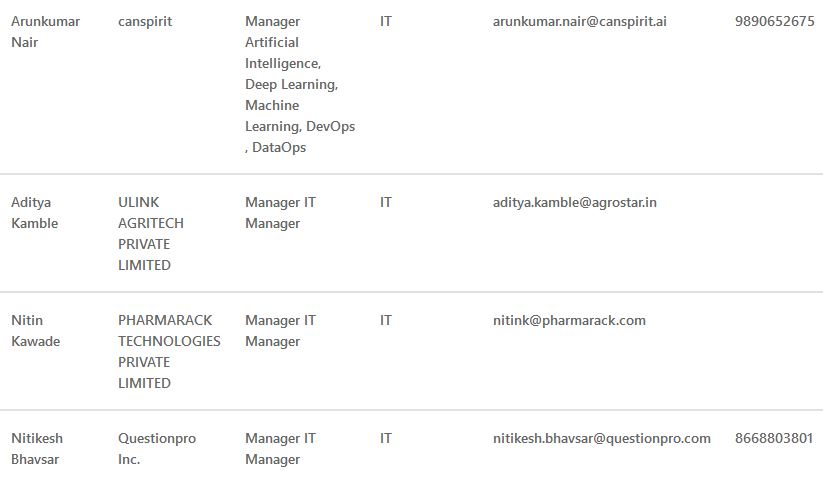 Arunkumar Nair canspirit Manager Artificial Intelligence, Deep Learning, Machine Learning, DevOps , DataOps IT arunkumar.nair@canspirit.ai 9890652675
Aditya Kamble ULINK AGRITECH PRIVATE LIMITED Manager IT Manager IT aditya.kamble@agrostar.in
Nitin Kawade PHARMARACK TECHNOLOGIES PRIVATE LIMITED Manager IT Manager IT nitink@pharmarack.com
Nitikesh Bhavsar Questionpro Inc. Manager IT Manager IT nitikesh.bhavsar@questionpro.com 8668803801